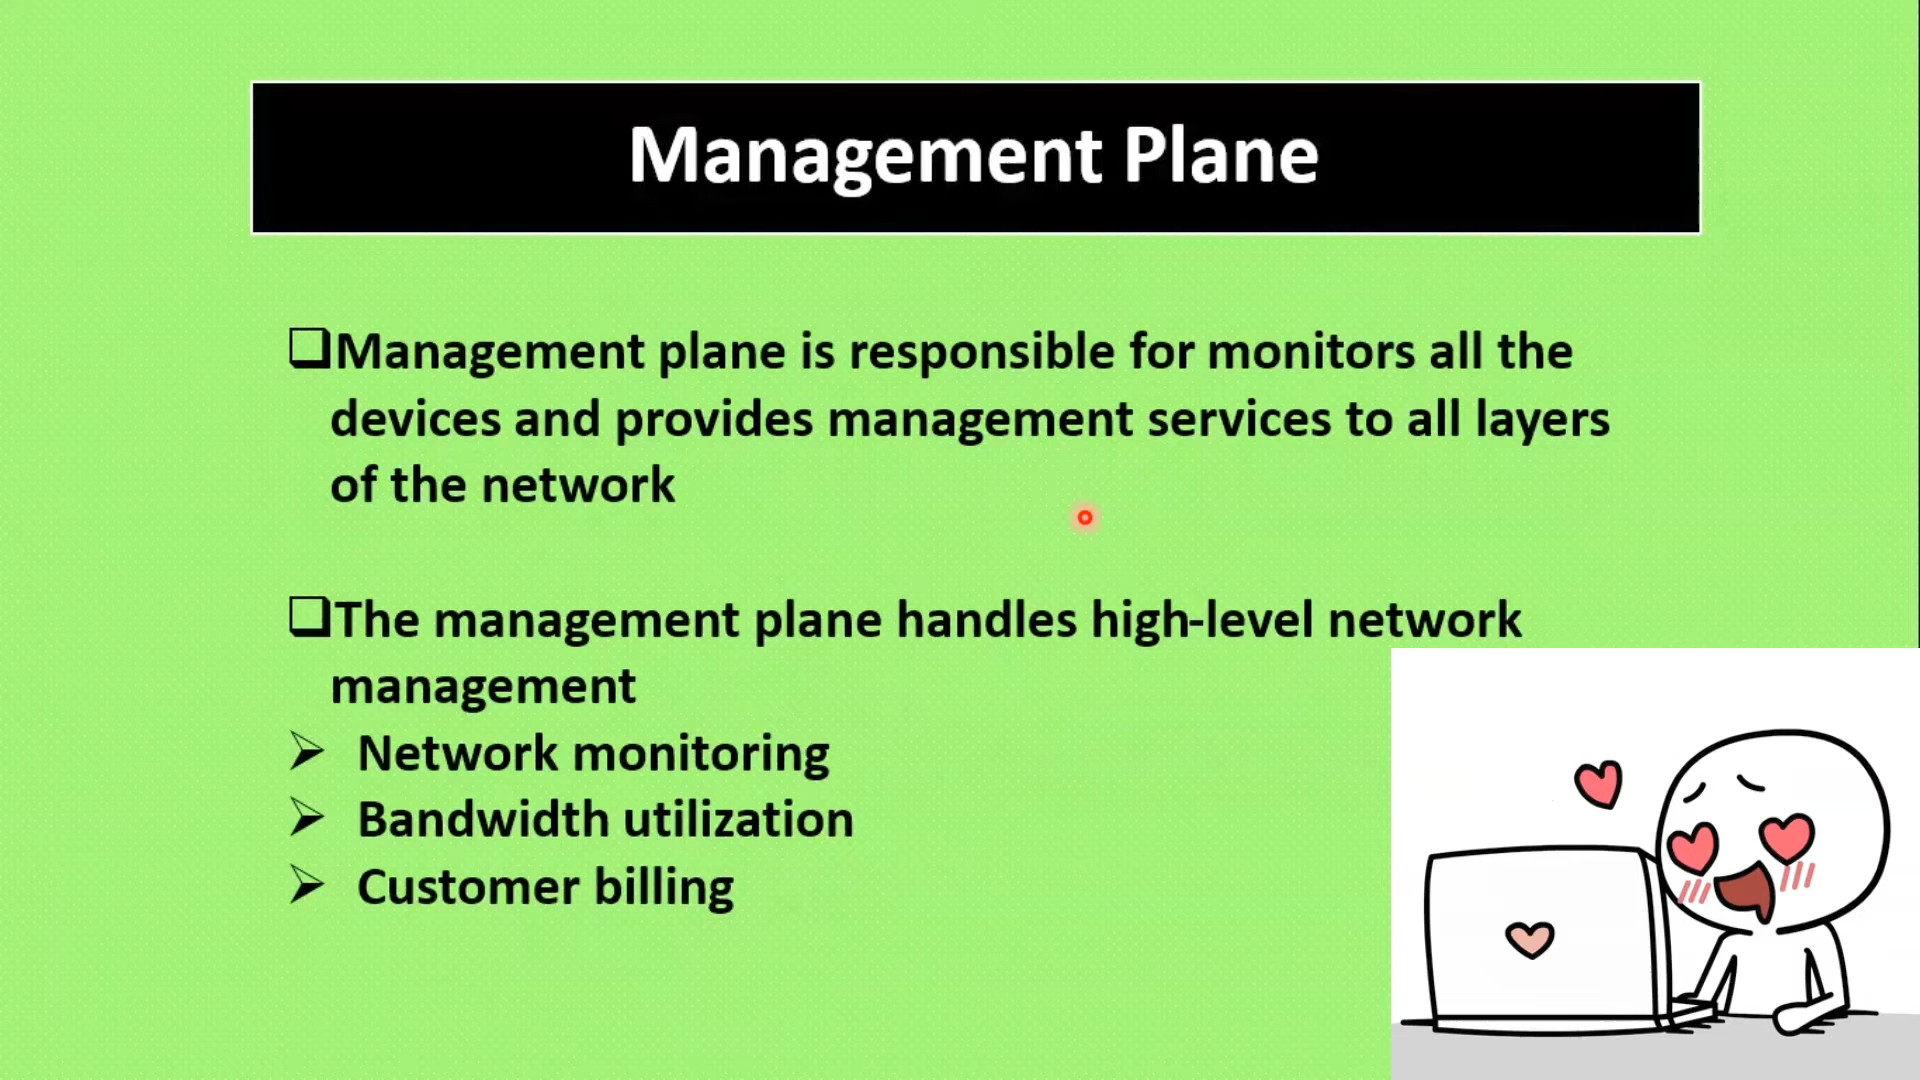 Management Plane
Management plane is responsible for monitors all the
devices and provides management services to all layers
of the network
The management plane handles high-level network
management
Network monitoring
Bandwidth utilization
Customer billing